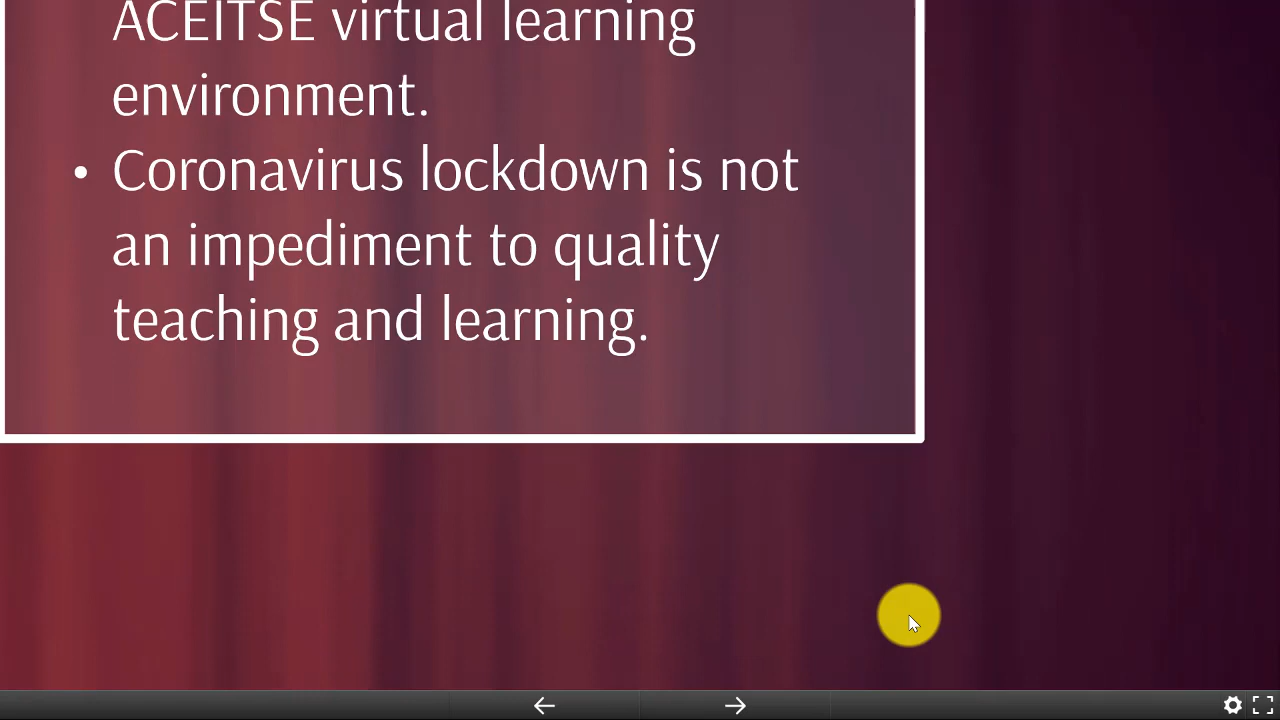 ACEITSE virtual learning
environment.
• Coronavirus lockdown is not
an impediment to quality
teaching and learning.